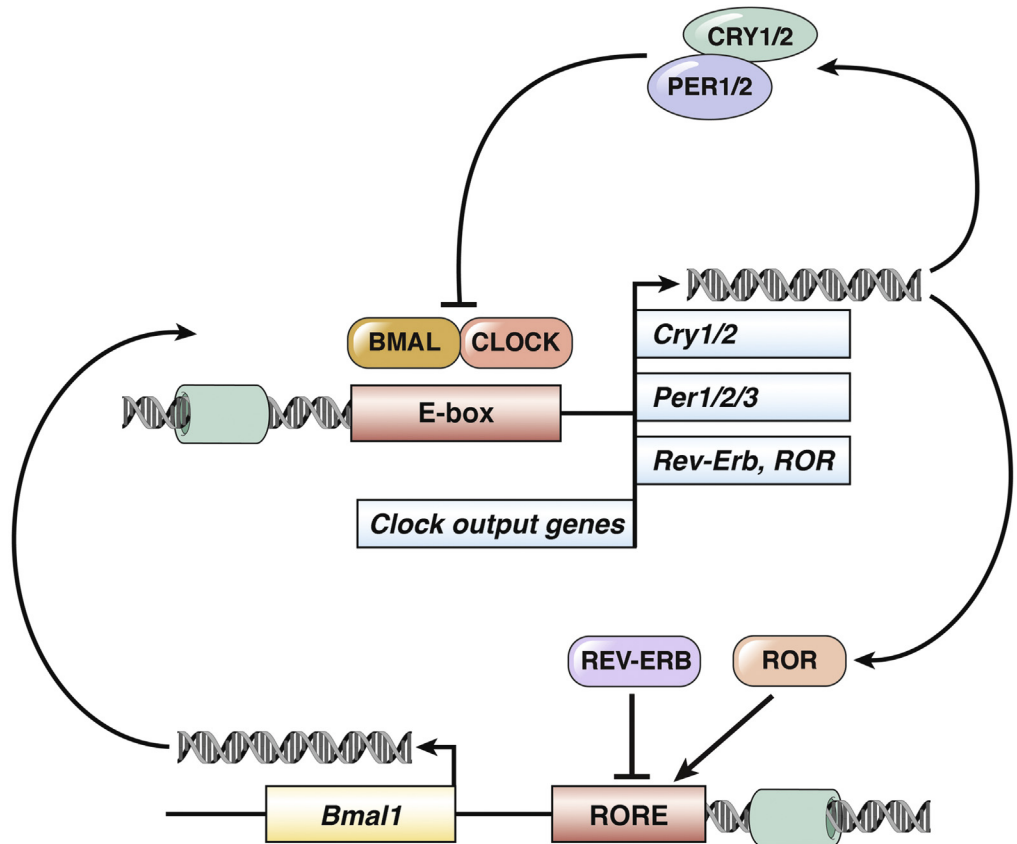 CRY1/2
PER1/2
BMAL
CLOCK
E-box
Cry1/2
Per1/2/3
Rev-Erb, ROR
Clock output genes
REV-ERB
ROR
Bmal1
RORE